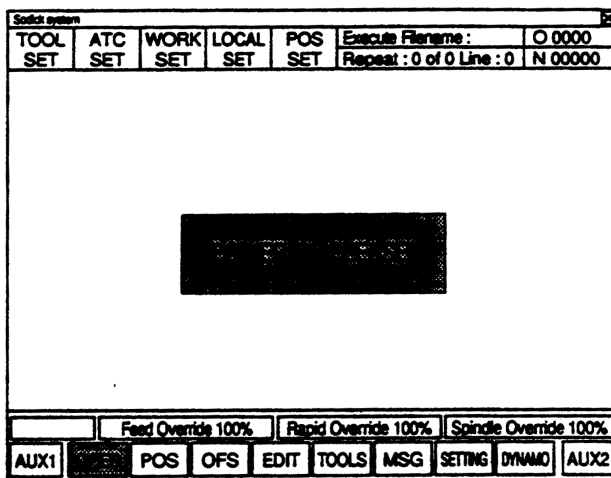 Sodick system
TOOL SET ATC SET WORK SET LOCAL SET POS SET
Execute Filename : O 0000
Repeat : 0 of 0 Line : 0 N 00000
Feed Override 100% Rapid Override 100% Spindle Override 100%
AUX1 POS OFS EDIT TOOLS MSG SETTING DYNAMO AUX2